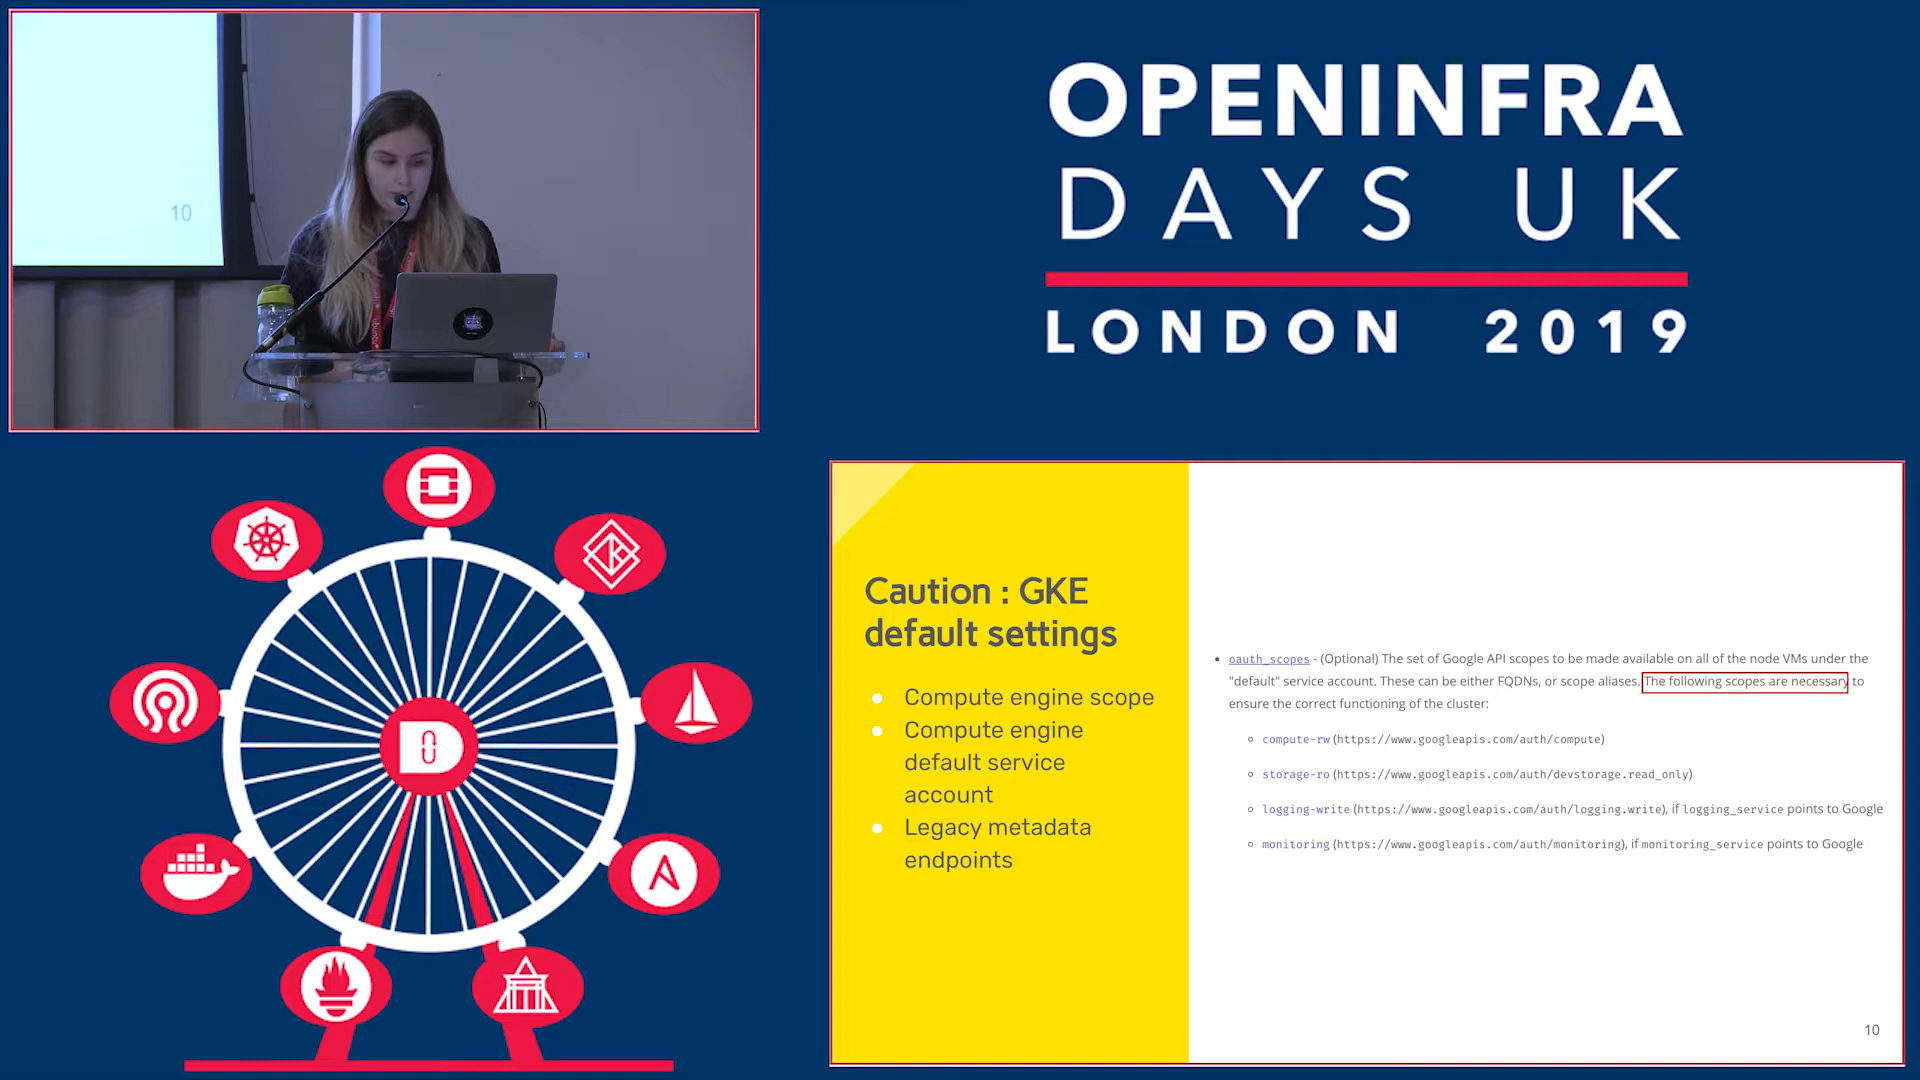 10
OPENINFRA
DAYS UK
LONDON 2019
Caution : GKE
default settings
Compute engine scope
Compute engine
default service
account
Legacy metadata
endpoints
oauth_scopes - (Optional) The set of Google API scopes to be made available on all of the node VMs under the
"default" service account. These can be either FQDNs, or scope aliases. The following scopes are necessary to
ensure the correct functioning of the cluster:
compute-rw (https://www.googleapis.com/auth/compute)
storage-ro (https://www.googleapis.com/auth/devstorage.read_only)
logging-write (https://www.googleapis.com/auth/logging.write), if logging_service points to Google
monitoring (https://www.googleapis.com/auth/monitoring), if monitoring_service points to Google
10